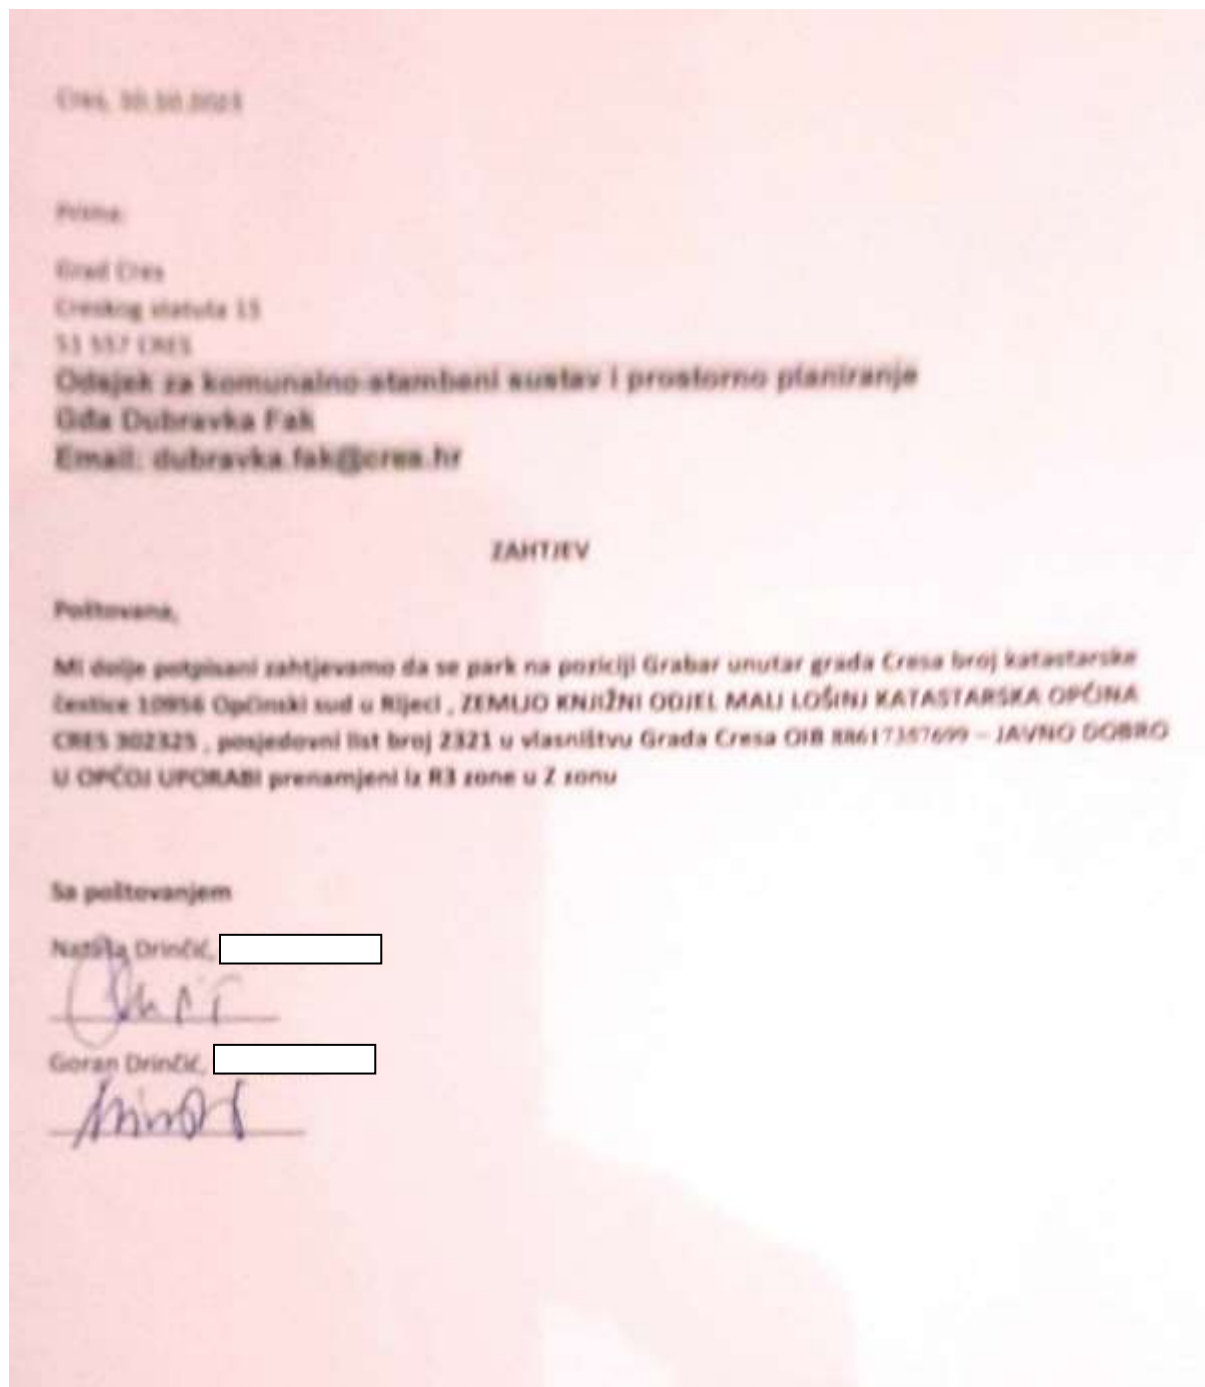 Cres,
Prima:
Grad Cres
Creskog statuta 15
51 557 CRES
Odsjek za komunalno-stambeni sustav i prostorno planiranje
Gđa Dubravka Fak
Email: dubravka.fak@cres.hr
ZAHTJEV
Poštovana,
Mi dolje potpisani zahtjevamo da se park na poziciji Grabar unutar grada Cresa broj katastarske
čestice 10956 Općinski sud u Rijeci , ZEMLJO KNJIŽNI ODJEL MALI LOŠINJ KATASTARSKA OPĆINA
CRES 302325 , posjedovni list broj 2321 u vlasništvu Grada Cresa OIB – JAVNO DOBRO
U OPĆOJ UPORABI prenamjeni iz R3 zone u Z zonu
Sa poštovanjem
Drinčić,
Goran Drinčić,